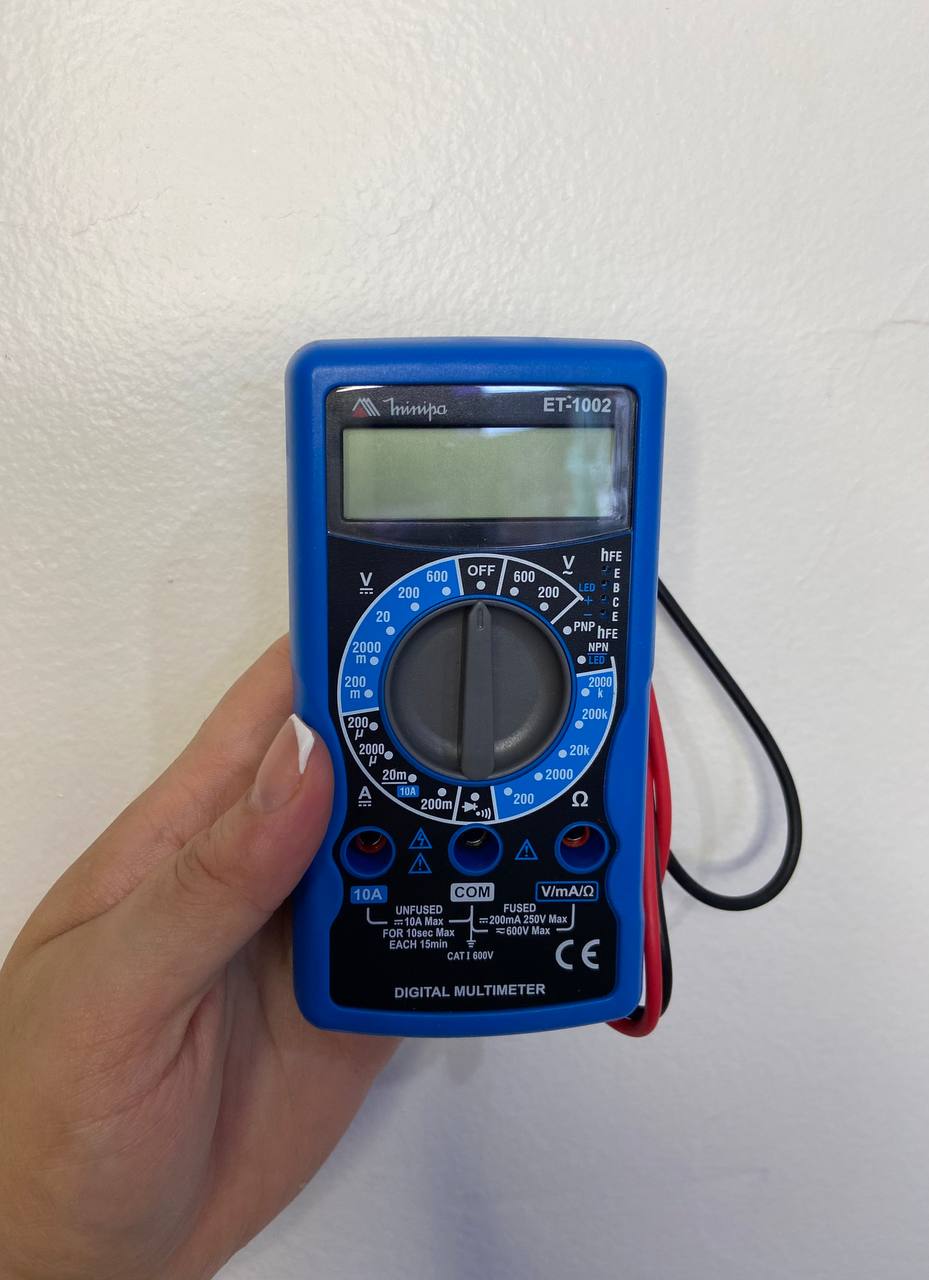 minipa ET-1002
hFE
E
B
C
E
LED
+
−
V
OFF
600
200
PNP
hFE
NPN
LED
V
600
200
20
2000
m
200
m
200
µ
2000
µ
20m
10A
200m
A
2000
k
200k
20k
2000
200
Ω
10A COM V/mA/Ω
UNFUSED
10A Max
FOR 10sec Max
EACH 15min
FUSED
200mA 250V Max
600V Max
CAT I 600V
CE
DIGITAL MULTIMETER